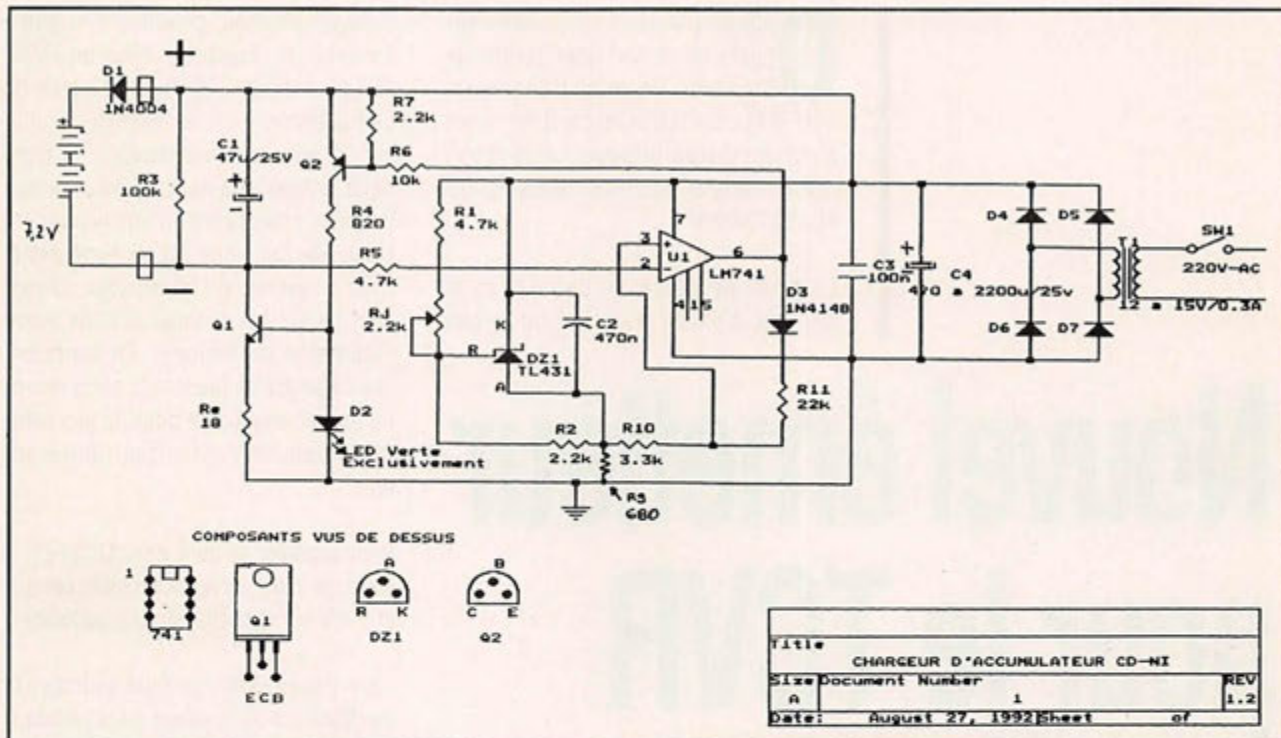 +
D1
1N4004
R3
100k
7,2V
C1
47u/25V
+
Q2
R7
2.2k
R6
10k
R4
820
R5
4.7k
R1
4.7k
RJ
2.2k
Q1
Re
18
D2
LED Verte
Exclusivement
K
R
A
DZ1
TL431
C2
470n
3
2
+
-
U1
7
6
LM741
4 1 5
D3
1N4148
R11
22k
R2
2.2k
R10
3.3k
R9
680
C3
100n
+
C4
470 a 2200u/25v
D4
D5
D6
D7
T1
12 a 15V/0.3A
SW1
220V-AC
COMPOSANTS VUS DE DESSUS
1
741
Q1
E C B
A
R K
DZ1
B
C E
Q2
Title
CHARGEUR D'ACCUMULATEUR CD-NI
Size Document Number REV
A 1 1.2
Date: August 27, 1992 Sheet of